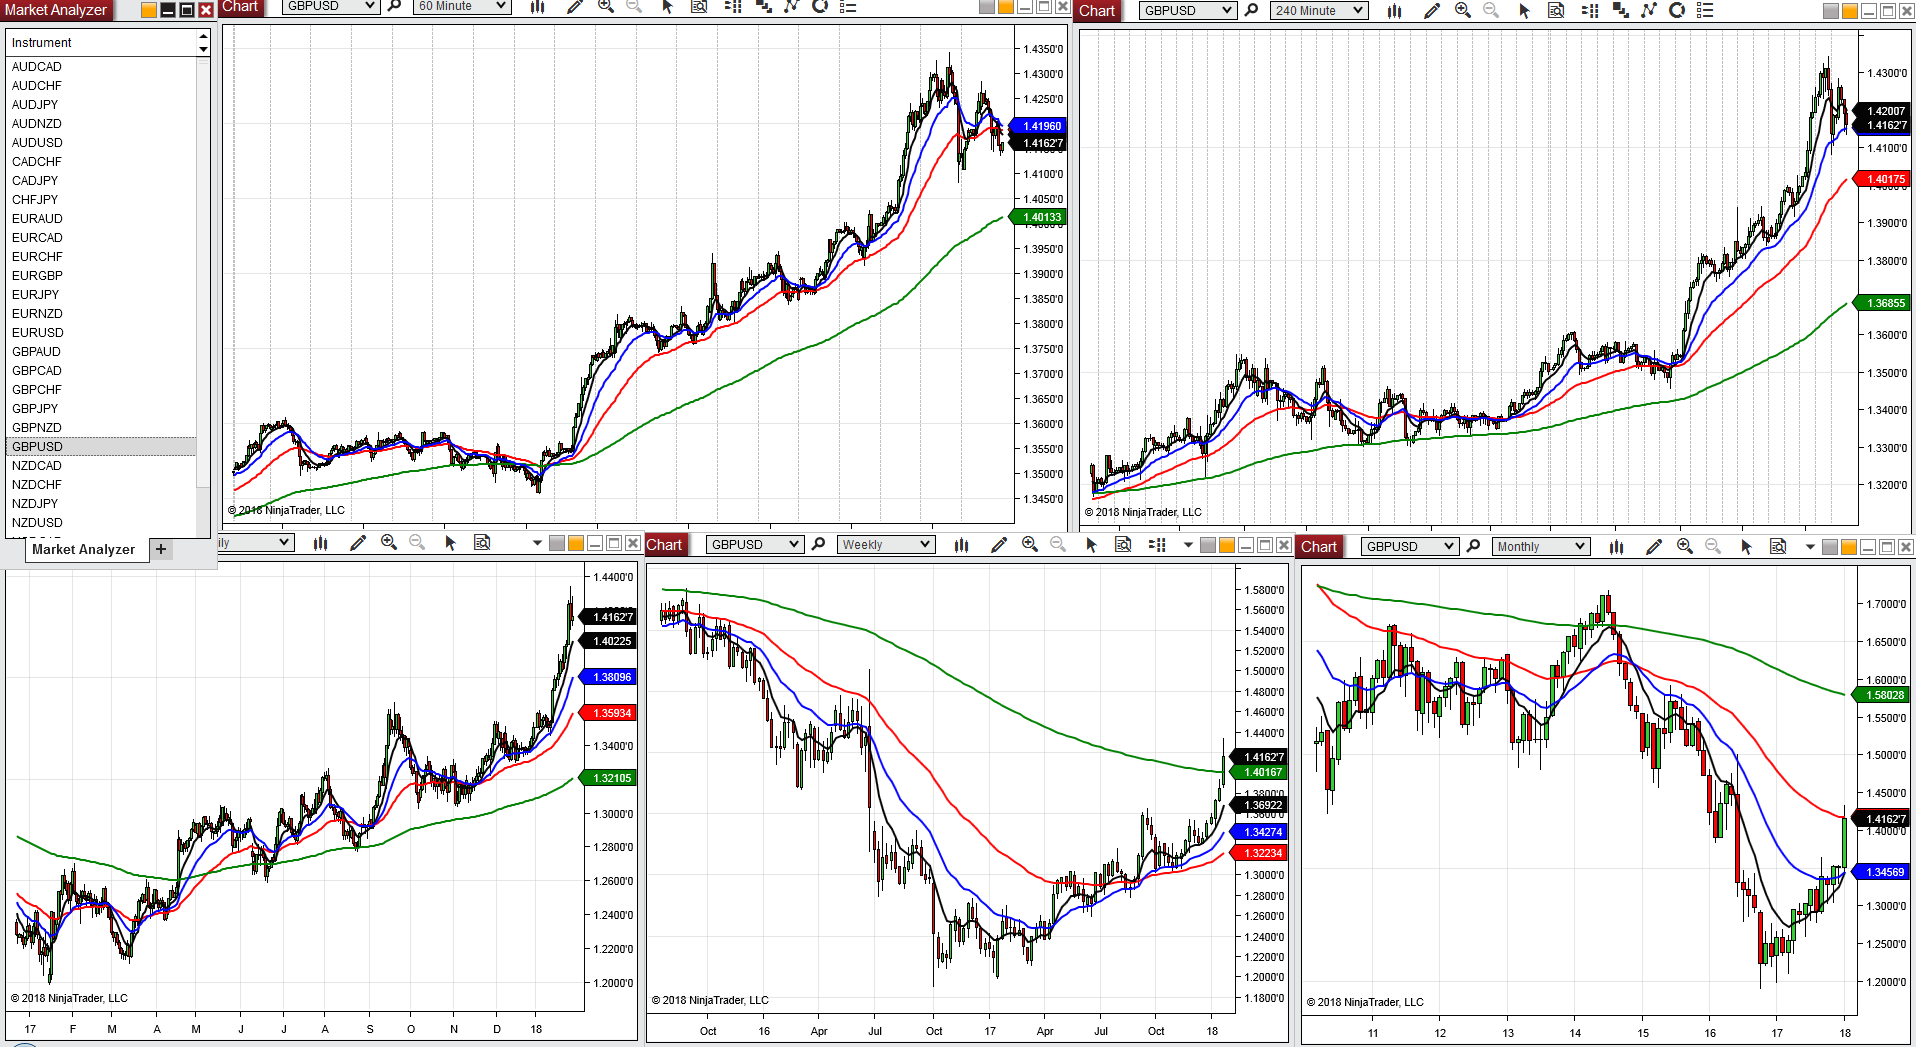 Market Analyzer
Instrument
AUDCAD
AUDCHF
AUDJPY
AUDNZD
AUDUSD
CADCHF
CADJPY
CHFJPY
EURAUD
EURCAD
EURCHF
EURGBP
EURJPY
EURNZD
EURUSD
GBPAUD
GBPCAD
GBPCHF
GBPJPY
GBPNZD
GBPUSD
NZDCAD
NZDCHF
NZDJPY
NZDUSD
Market Analyzer +
Chart GBPUSD 60 Minute
1.4350'0
1.4300'0
1.4250'0
1.41960
1.4162'7
1.4100'0
1.4050'0
1.40133
1.3950'0
1.3900'0
1.3850'0
1.3800'0
1.3750'0
1.3700'0
1.3650'0
1.3600'0
1.3550'0
1.3500'0
1.3450'0
© 2018 NinjaTrader, LLC
Chart GBPUSD 240 Minute
1.4300'0
1.42007
1.4162'7
1.4100'0
1.40175
1.3900'0
1.3800'0
1.36855
1.3600'0
1.3500'0
1.3400'0
1.3300'0
1.3200'0
© 2018 NinjaTrader, LLC
ily
1.4400'0
1.4162'7
1.40225
1.38096
1.35934
1.3400'0
1.32105
1.3000'0
1.2800'0
1.2600'0
1.2400'0
1.2200'0
1.2000'0
© 2018 NinjaTrader, LLC
17 F M A M J J A S O N D 18
Chart GBPUSD Weekly
1.5800'0
1.5600'0
1.5400'0
1.5200'0
1.5000'0
1.4800'0
1.4600'0
1.4400'0
1.4162'7
1.40167
1.3800'0
1.36922
1.3600'0
1.34274
1.32234
1.3000'0
1.2800'0
1.2600'0
1.2400'0
1.2200'0
1.2000'0
1.1800'0
© 2018 NinjaTrader, LLC
Oct 16 Apr Jul Oct 17 Apr Jul Oct 18
Chart GBPUSD Monthly
1.7000'0
1.6500'0
1.6000'0
1.58028
1.5500'0
1.5000'0
1.4500'0
1.4162'7
1.4000'0
1.34569
1.3000'0
1.2500'0
1.2000'0
© 2018 NinjaTrader, LLC
11 12 13 14 15 16 17 18